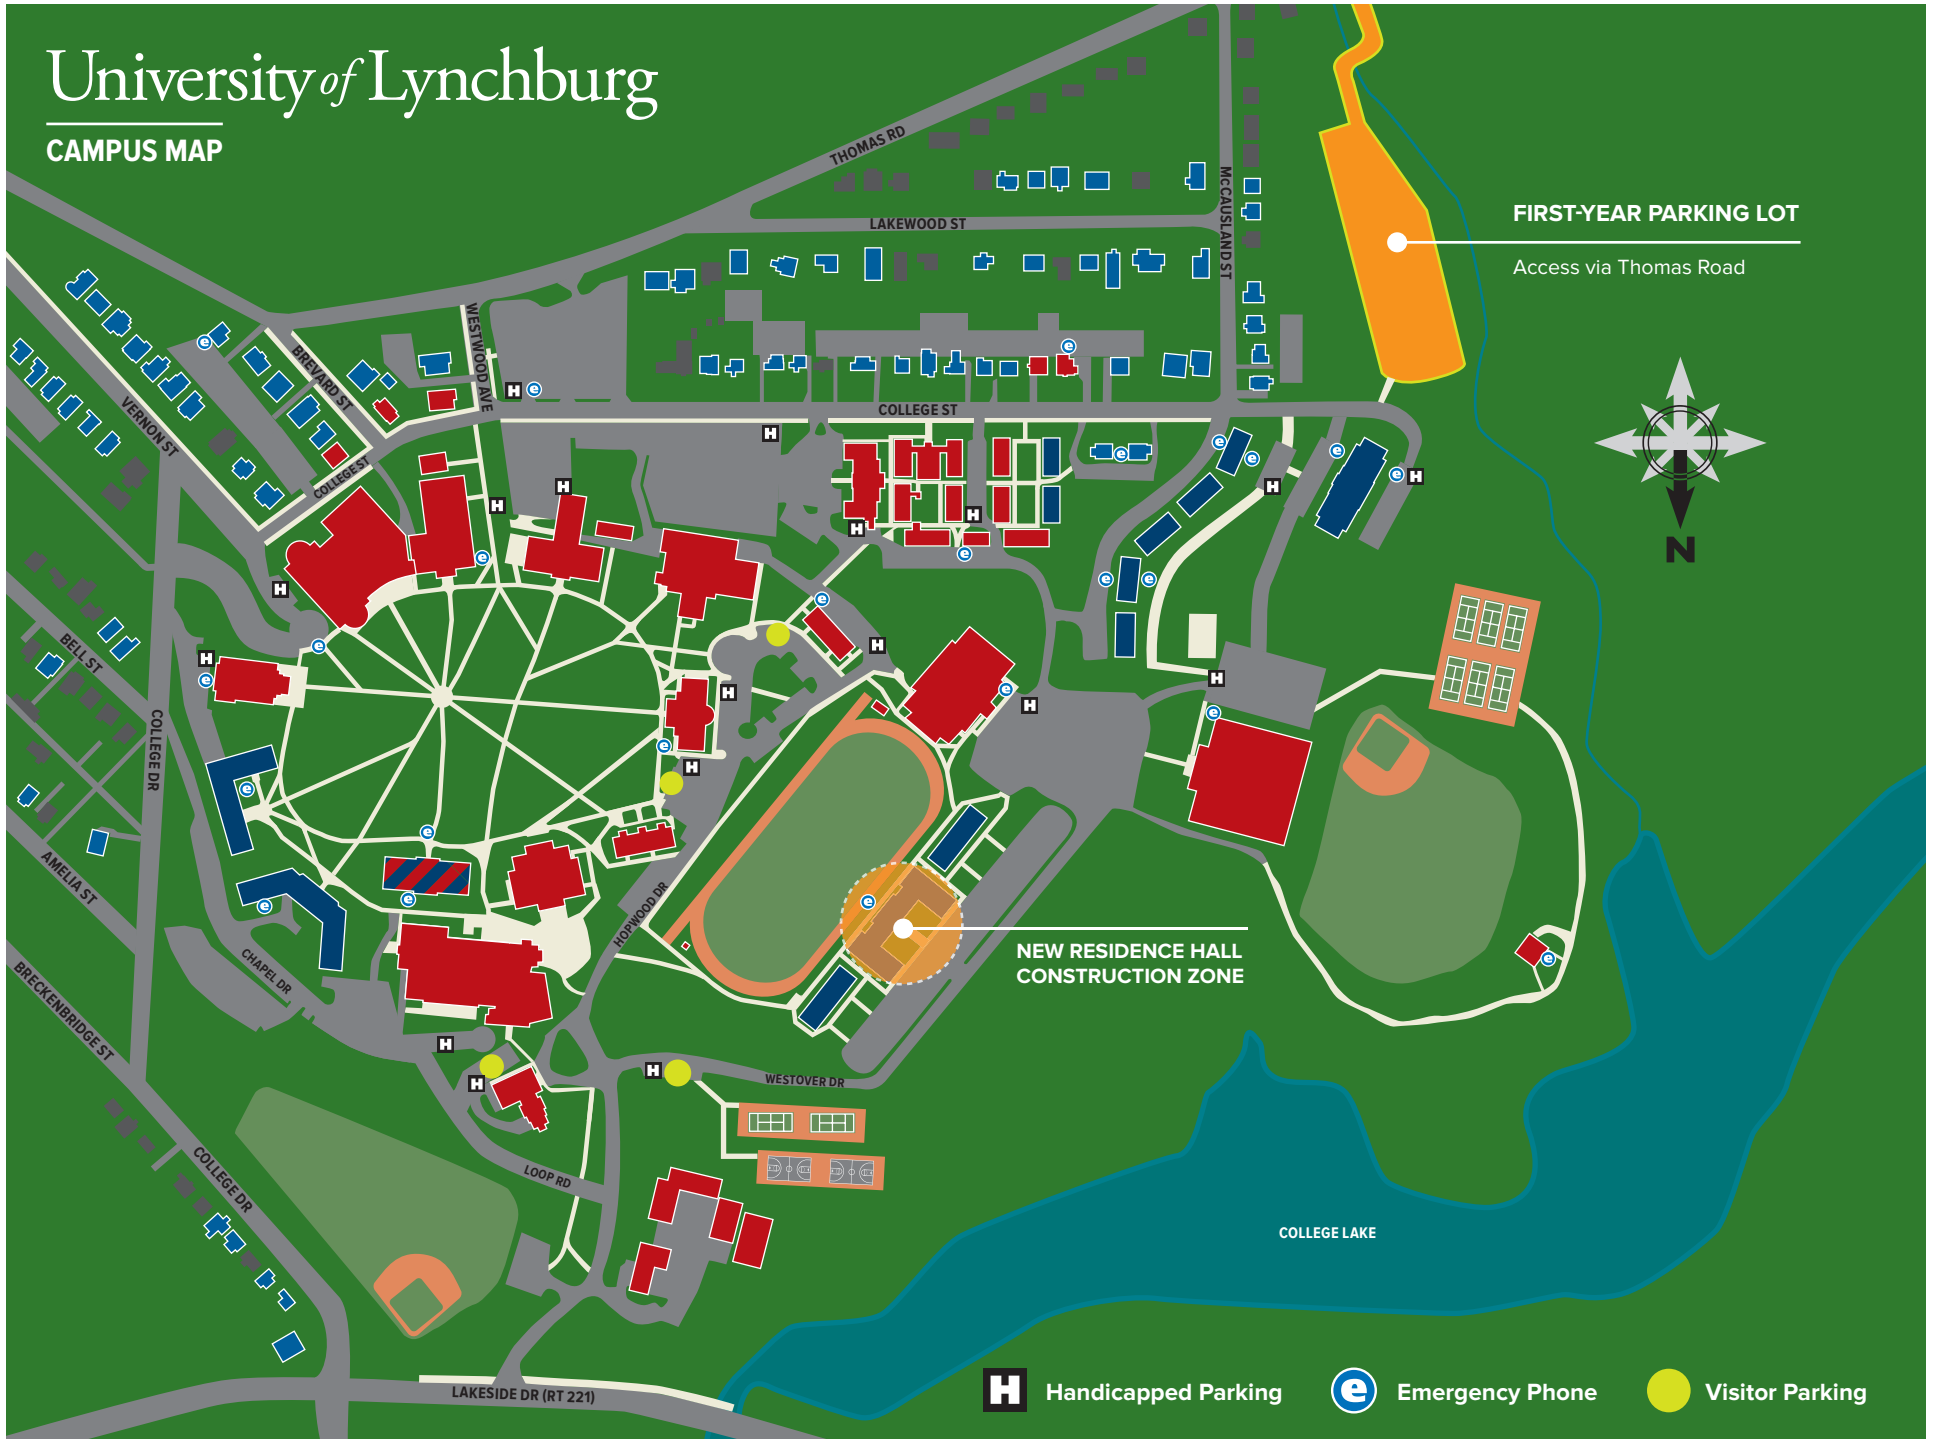 University of Lynchburg
CAMPUS MAP
THOMAS RD
LAKEWOOD ST
McCAUSLAND ST
FIRST-YEAR PARKING LOT
Access via Thomas Road
WESTWOOD AVE
BREVARD ST
VERNON ST
COLLEGE ST
COLLEGE ST
H e
e
e
H
H
H
H
H
e
e
e
e
e
e
H
H
e
e
e
H
N
H
e
BELL ST
H
e
e
H
H
e
H
H
e
e
H
COLLEGE DR
e
e
AMELIA ST
e
e
HOPWOOD DR
e
NEW RESIDENCE HALL
CONSTRUCTION ZONE
e
CHAPEL DR
BRECKENBRIDGE ST
H
H
H
WESTOVER DR
COLLEGE DR
LOOP RD
COLLEGE LAKE
LAKESIDE DR (RT 221)
H Handicapped Parking
e Emergency Phone
Visitor Parking